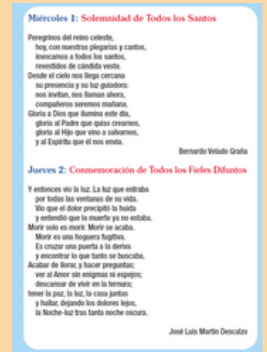 Miércoles 1: Solemnidad de Todos los Santos
Peregrinos del reino celeste,
hoy, con nuestras plegarias y cantos,
invocamos a todos los santos,
revestidos de cándida veste.
Desde el cielo nos llega cercana
su presencia y su luz guiadora:
nos invitan, nos llaman ahora,
compañeros seremos mañana.
Gloria a Dios que ilumina este día,
gloria al Padre que quiso crearnos,
gloria al Hijo que vino a salvarnos,
y al Espíritu que él nos envía.
Bernardo Velado Graña
Jueves 2: Conmemoración de Todos los Fieles Difuntos
Y entonces vio la luz. La luz que entraba
por todas las ventanas de su vida.
Vio que el dolor precipitó la huida
y entendió que la muerte ya no estaba.
Morir solo es morir. Morir se acaba.
Morir es una hoguera fugitiva.
Es cruzar una puerta a la deriva
y encontrar lo que tanto se buscaba.
Acabar de llorar, y hacer preguntas;
ver al Amor sin enigmas ni espejos;
descansar de vivir en la ternura;
tener la paz, la luz, la casa juntas
y hallar, dejando los dolores lejos,
la Noche-luz tras tanta noche oscura.
José Luis Martín Descalzo